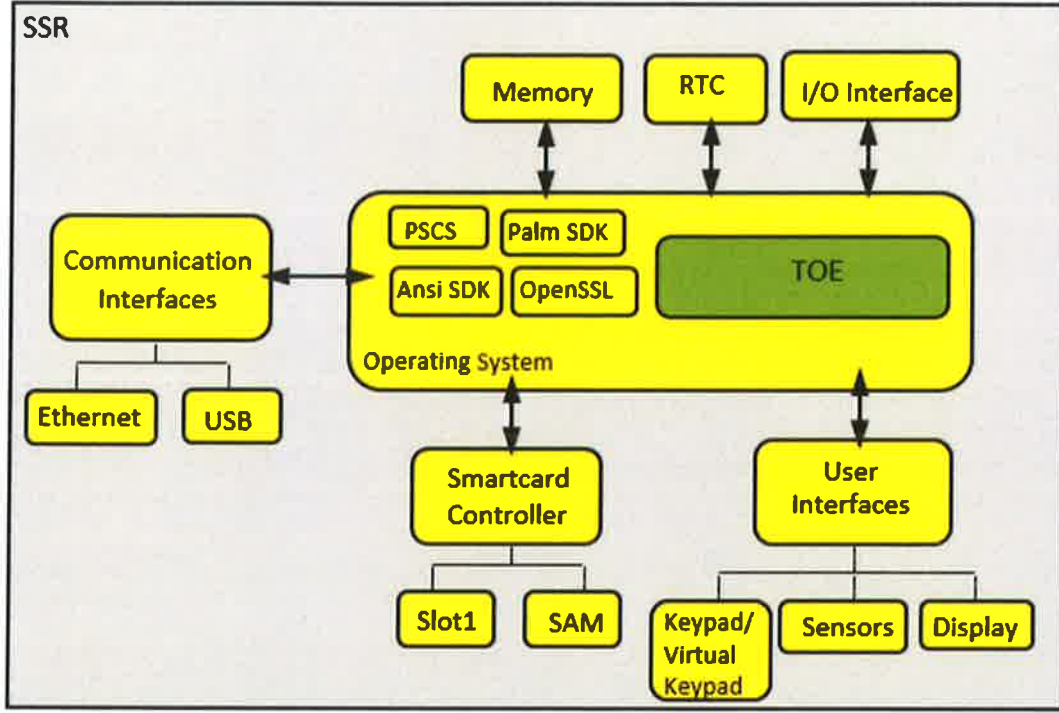 SSR
Memory
RTC
I/O Interface
PSCS
Palm SDK
Ansi SDK
OpenSSL
TOE
Operating System
Communication
Interfaces
Ethernet
USB
Smartcard
Controller
Slot1
SAM
User
Interfaces
Keypad/
Virtual
Keypad
Sensors
Display